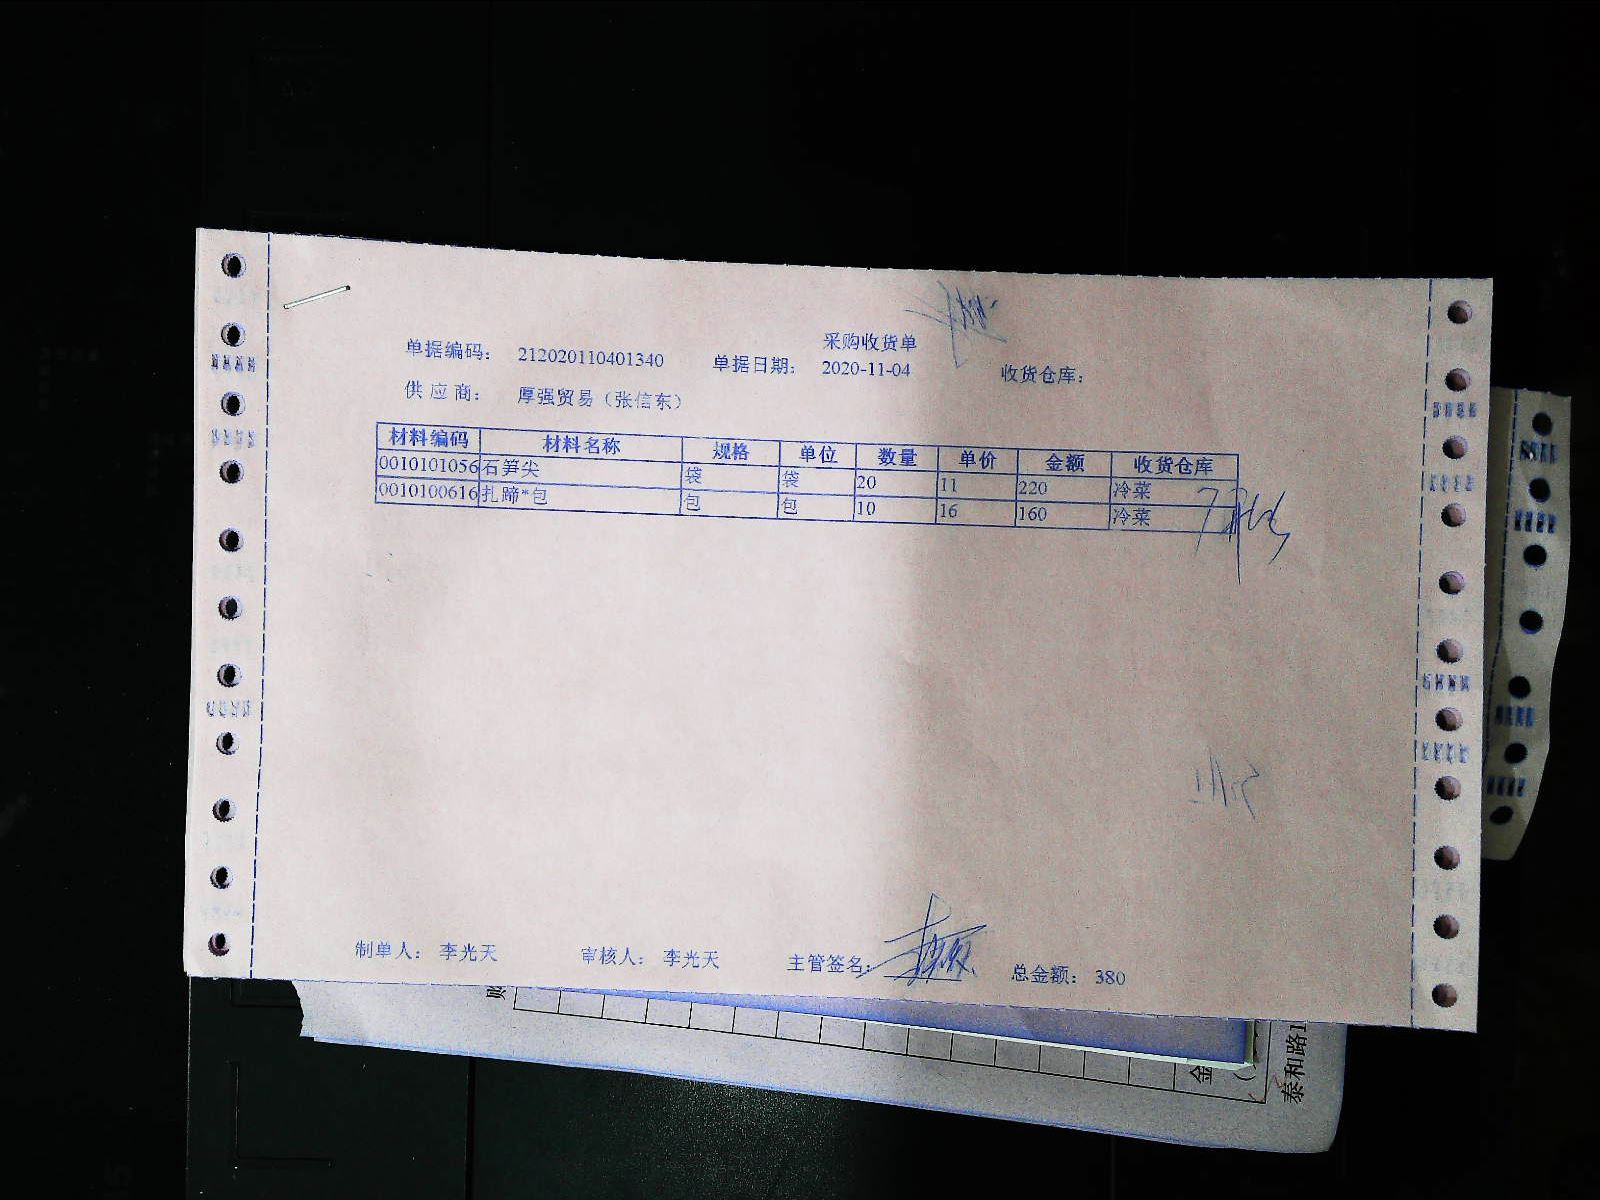 采购收货单
单据编码： 212020110401340 单据日期： 2020-11-04 收货仓库：
供 应 商： 厚强贸易（张信东）
材料编码 材料名称 规格 单位 数量 单价 金额 收货仓库
0010101056 石笋尖 袋 袋 20 11 220 冷菜
0010100616 扎蹄*包 包 包 10 16 160 冷菜
制单人： 李光天 审核人： 李光天 主管签名： 总金额： 380
金
泰和路1